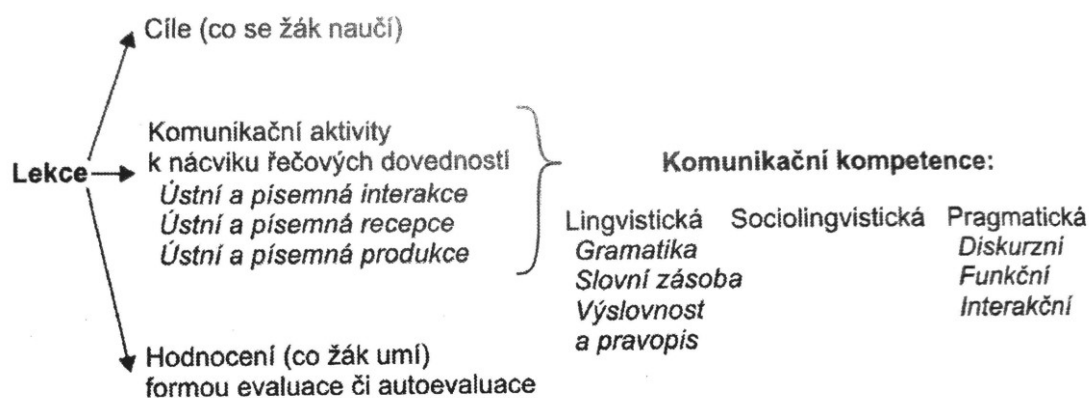 Cíle (co se žák naučí)
Komunikační aktivity
k nácviku řečových dovedností
Ústní a písemná interakce
Ústní a písemná recepce
Ústní a písemná produkce
Lekce
Komunikační kompetence:
Lingvistická Sociolingvistická Pragmatická
Gramatika Diskurzní
Slovní zásoba Funkční
Výslovnost Interakční
a pravopis
Hodnocení (co žák umí)
formou evaluace či autoevaluace